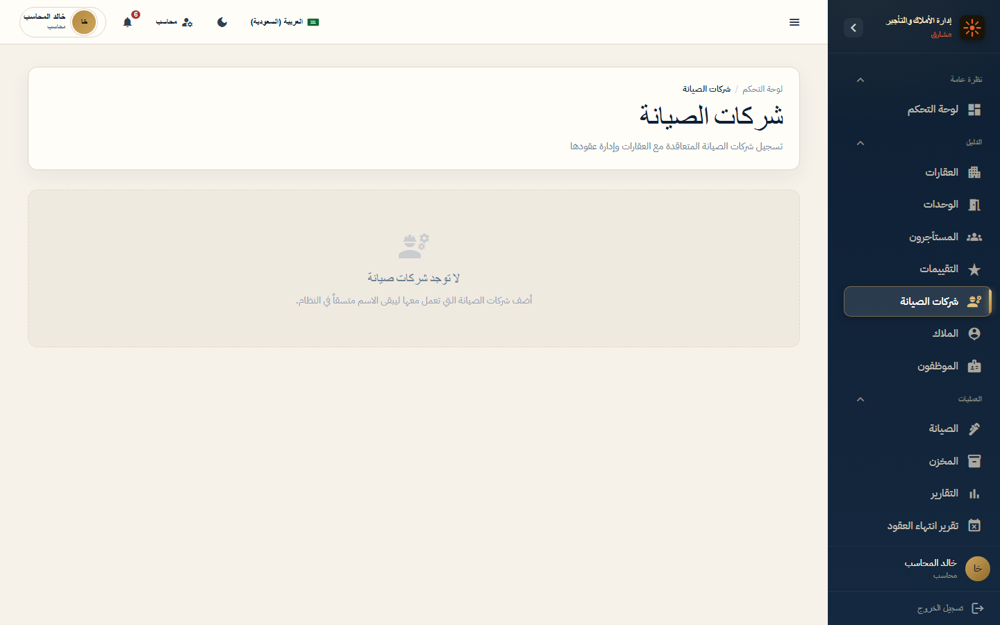 إدارة الأملاك والتأجير
مشارق
نظرة عامة
لوحة التحكم
الدليل
العقارات
الوحدات
المستأجرون
التقييمات
شركات الصيانة
الملاك
الموظفون
العمليات
الصيانة
المخزن
التقارير
تقرير انتهاء العقود
خا
خالد المحاسب
محاسب
تسجيل الخروج
العربية (السعودية)
محاسب
6
خا
خالد المحاسب
محاسب
لوحة التحكم / شركات الصيانة
شركات الصيانة
تسجيل شركات الصيانة المتعاقدة مع العقارات وإدارة عقودها
لا توجد شركات صيانة
أضف شركات الصيانة التي تعمل معها ليبقى الاسم متسقاً في النظام.